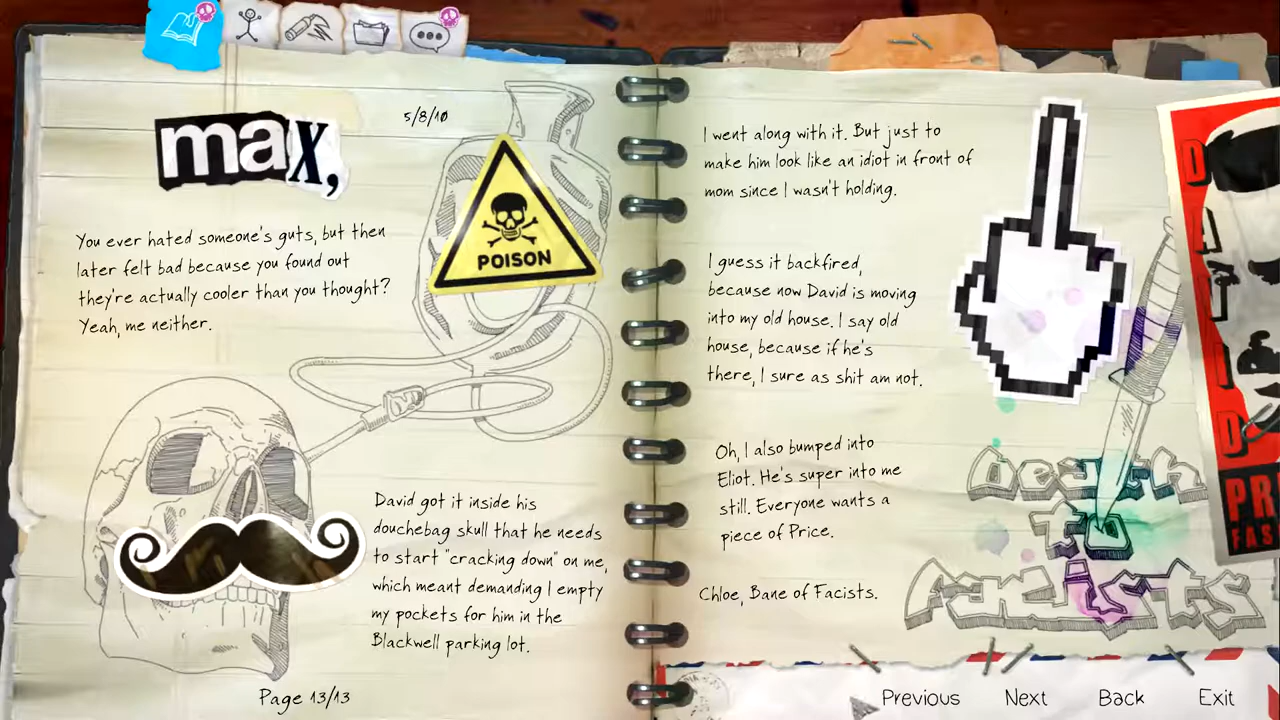 max,
5/8/10
POISON
You ever hated someone's guts, but then
later felt bad because you found out
they're actually cooler than you thought?
Yeah, me neither.
David got it inside his
douchebag skull that he needs
to start "cracking down" on me,
which meant demanding I empty
my pockets for him in the
Blackwell parking lot.
Page 13/13
I went along with it. But just to
make him look like an idiot in front of
mom since I wasn't holding.
I guess it backfired,
because now David is moving
into my old house. I say old
house, because if he's
there, I sure as shit am not.
Oh, I also bumped into
Eliot. He's super into me
still. Everyone wants a
piece of Price.
Chloe, Bane of Facists.
death
to
fascists
Previous
Next
Back
Exit